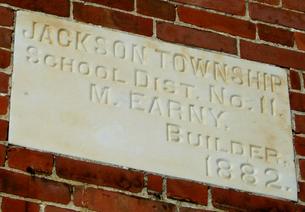 JACKSON TOWNSHIP
SCHOOL DIST. NO. 11.
M. EARNY.
BUILDER.
1882.